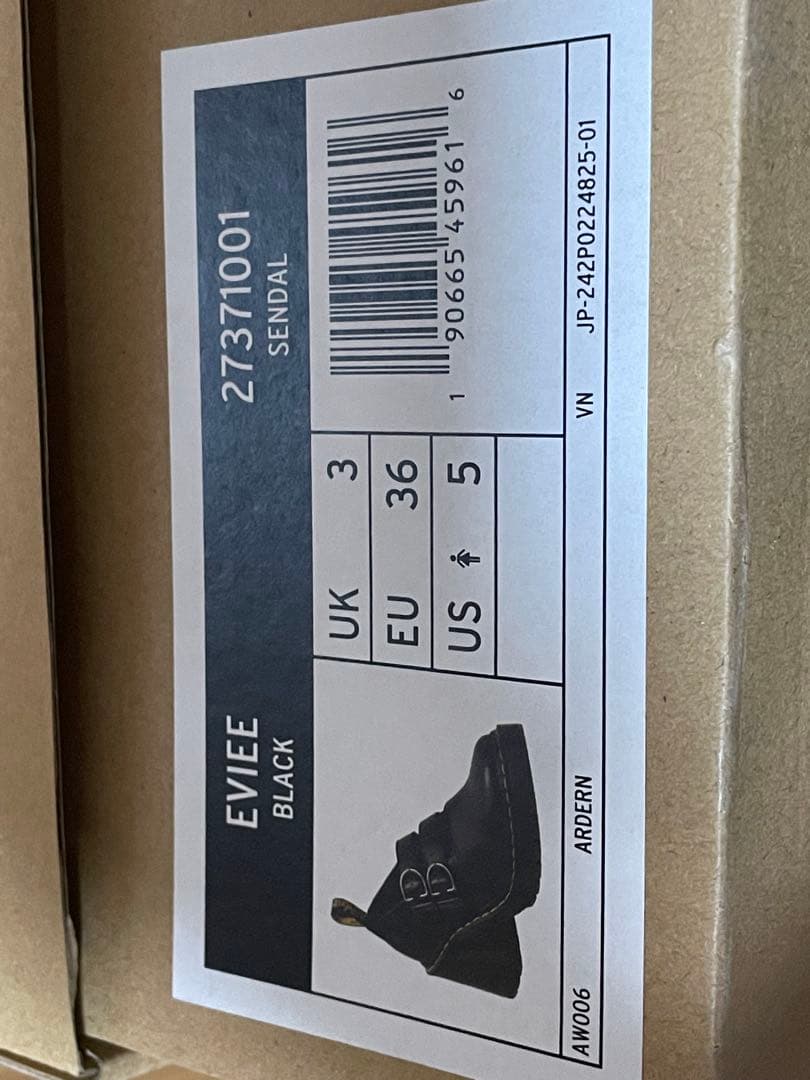 EVIEE 27371001
BLACK SENDAL
UK 3
EU 36
US 5
1 90665 45961 6
AW006 ARDERN VN JP-242P0224825-01